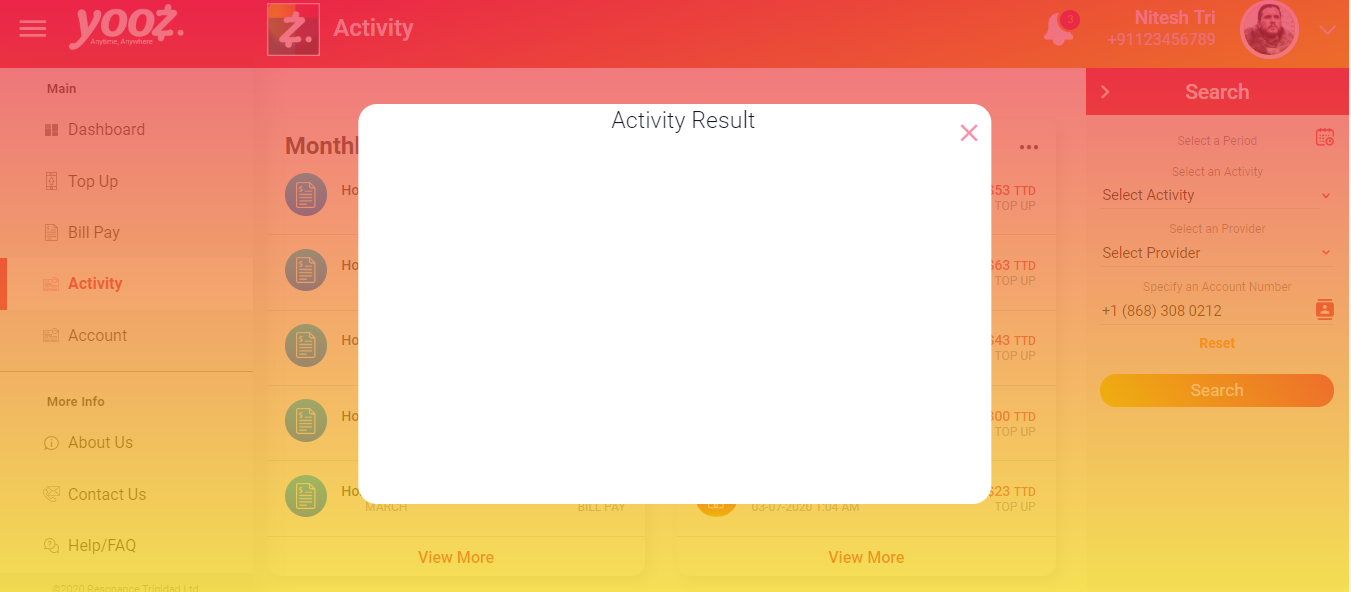 yooz.
Anytime, Anywhere
z.
Activity
3
Nitesh Tri
+91123456789
Main
Dashboard
Top Up
Bill Pay
Activity
Account
More Info
About Us
Contact Us
Help/FAQ
©2020 Resonance Trinidad Ltd
Activity Result
Ho
Ho
Ho
Ho
Ho
MARCH
BILL PAY
View More
$53 TTD
TOP UP
$63 TTD
TOP UP
$43 TTD
TOP UP
00 TTD
TOP UP
$23 TTD
03-07-2020 1:04 AM
TOP UP
View More
Search
Select a Period
Select an Activity
Select Activity
Select an Provider
Select Provider
Specify an Account Number
+1 (868) 308 0212
Reset
Search